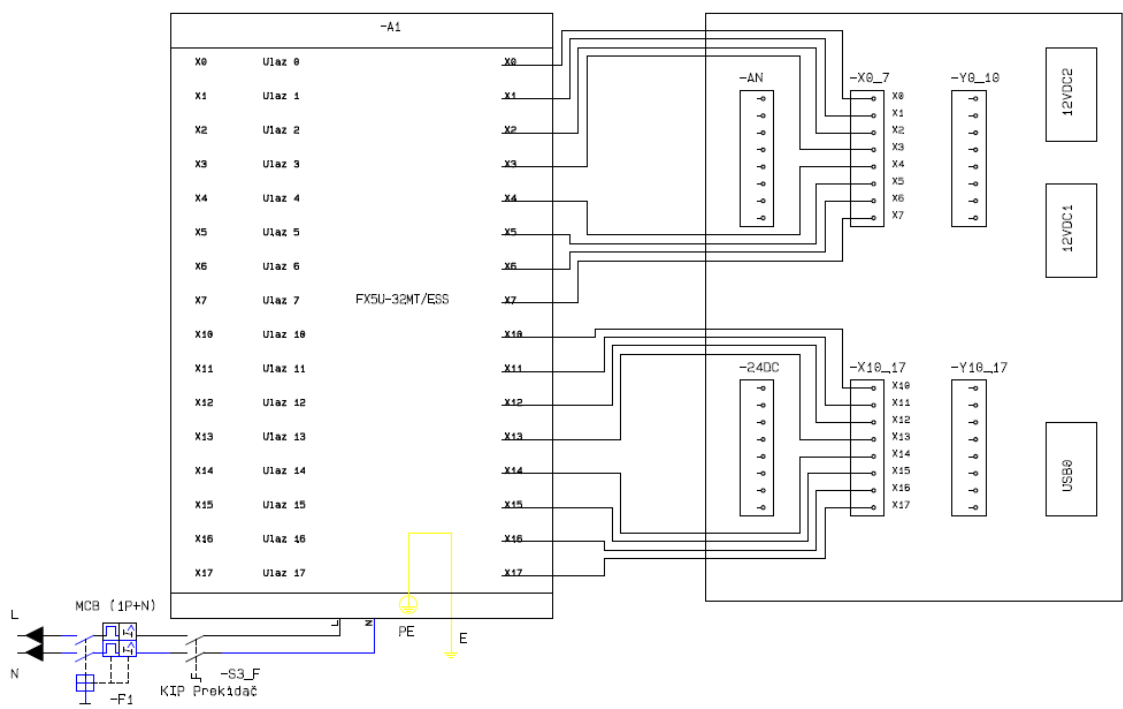 -A1
X0 Ulaz 0 X0
X1 Ulaz 1 X1
X2 Ulaz 2 X2
X3 Ulaz 3 X3
X4 Ulaz 4 X4
X5 Ulaz 5 X5
X6 Ulaz 6 X6
X7 Ulaz 7 FX5U-32MT/ESS X7
X10 Ulaz 10 X10
X11 Ulaz 11 X11
X12 Ulaz 12 X12
X13 Ulaz 13 X13
X14 Ulaz 14 X14
X15 Ulaz 15 X15
X16 Ulaz 16 X16
X17 Ulaz 17 X17
-AN
-X0_7
X0
X1
X2
X3
X4
X5
X6
X7
-Y0_10
12VDC2
12VDC1
-24DC
-X10_17
X10
X11
X12
X13
X14
X15
X16
X17
-Y10_17
USB0
L
N
MCB (1P+N)
-F1
-S3_F
KIP Prekidač
L
N
PE
E